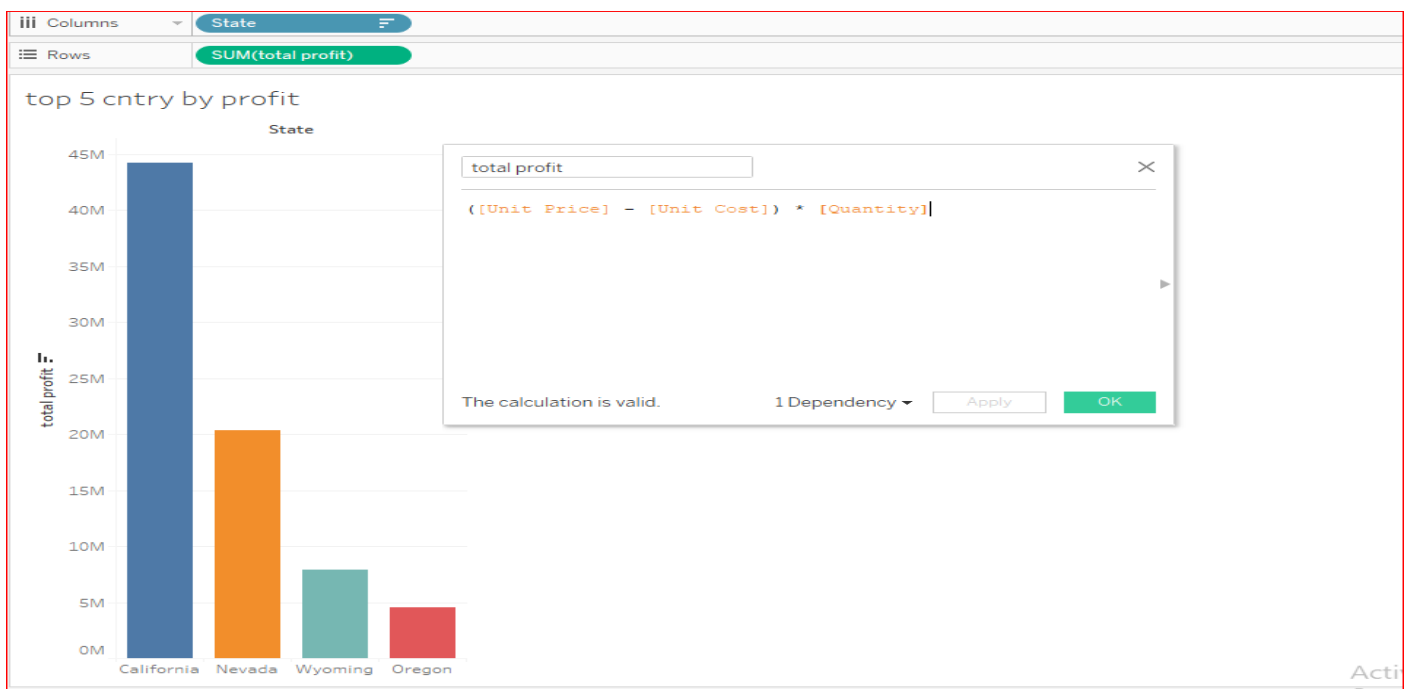 Columns State
Rows SUM(total profit)
top 5 cntry by profit
State
45M
40M
35M
30M
25M
20M
15M
10M
5M
0M
total profit
California Nevada Wyoming Oregon
total profit
([Unit Price] - [Unit Cost]) * [Quantity]
The calculation is valid. 1 Dependency Apply OK
Activ